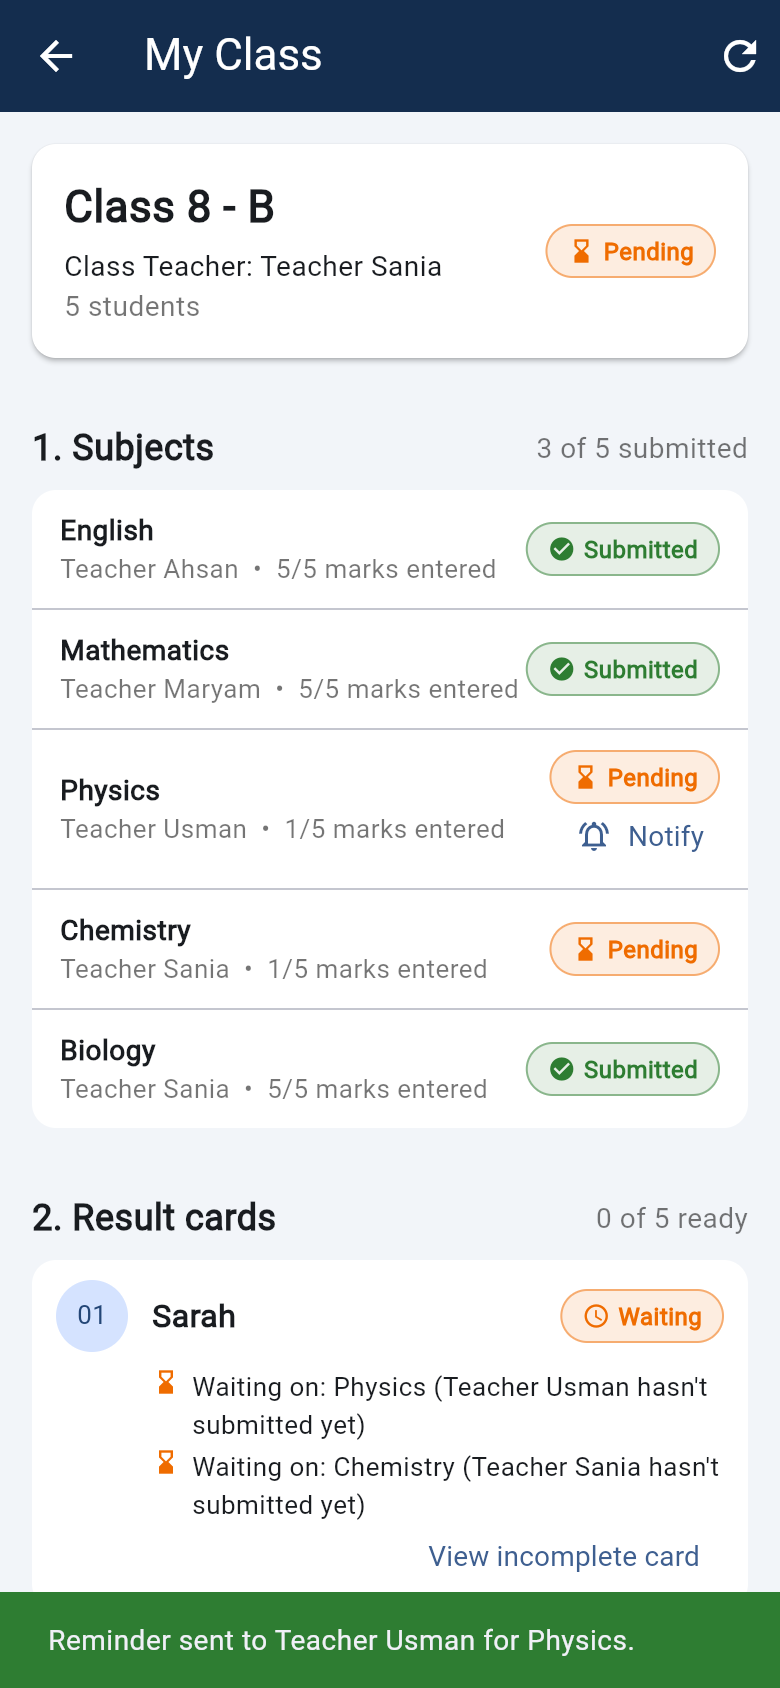 My Class
Class 8 - B
Class Teacher: Teacher Sania
5 students
Pending
1. Subjects
3 of 5 submitted
English
Teacher Ahsan • 5/5 marks entered
Submitted
Mathematics
Teacher Maryam • 5/5 marks entered
Submitted
Physics
Teacher Usman • 1/5 marks entered
Pending
Notify
Chemistry
Teacher Sania • 1/5 marks entered
Pending
Biology
Teacher Sania • 5/5 marks entered
Submitted
2. Result cards
0 of 5 ready
01
Sarah
Waiting
Waiting on: Physics (Teacher Usman hasn't
submitted yet)
Waiting on: Chemistry (Teacher Sania hasn't
submitted yet)
View incomplete card
Reminder sent to Teacher Usman for Physics.